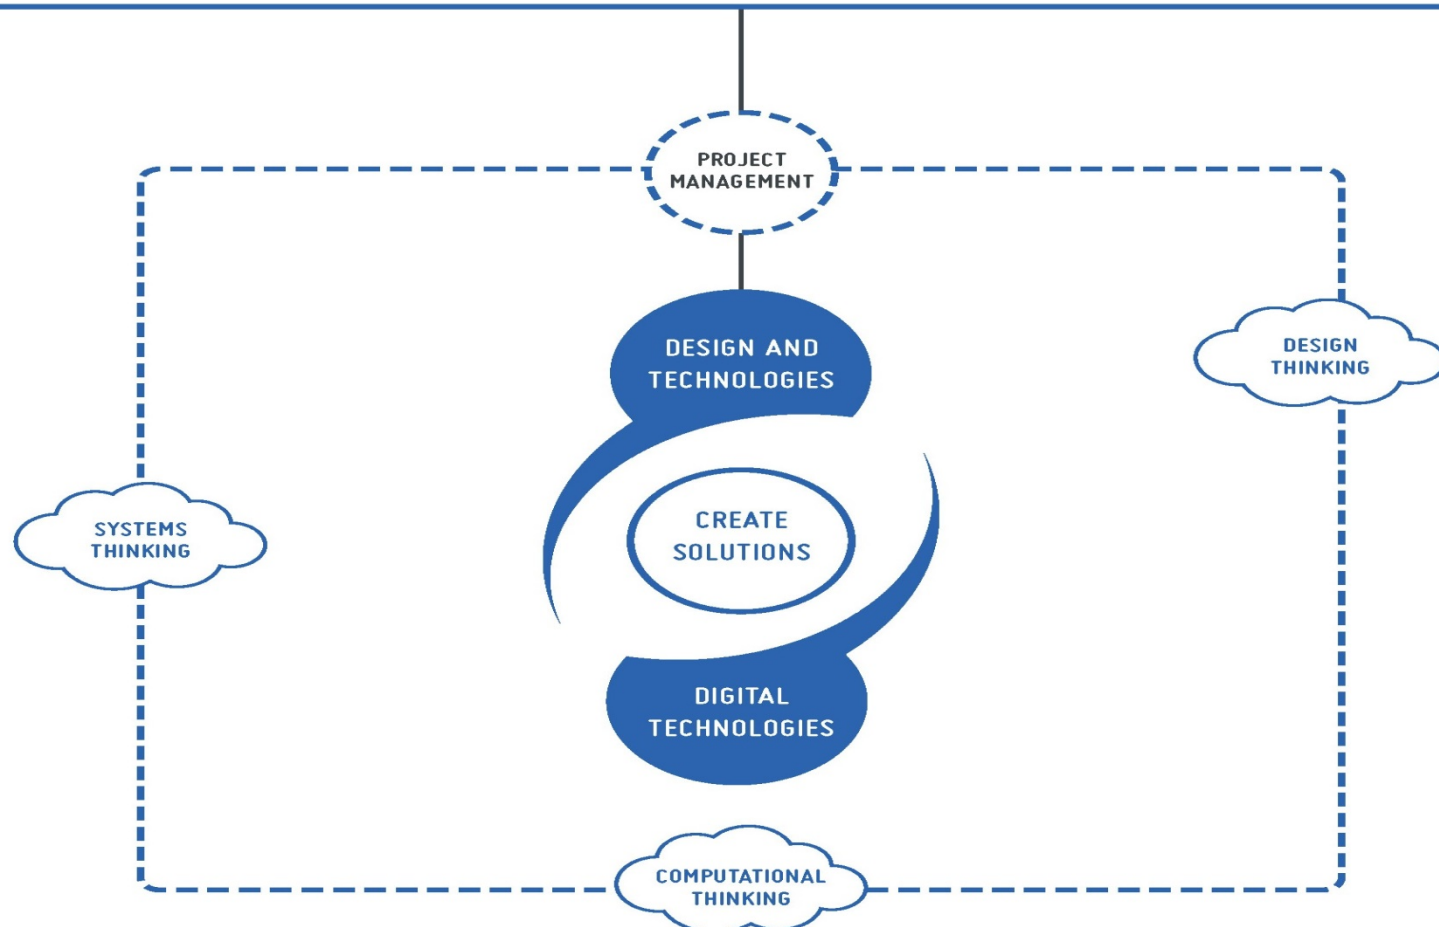 PROJECT
MANAGEMENT
DESIGN AND
TECHNOLOGIES
DESIGN
THINKING
SYSTEMS
THINKING
CREATE
SOLUTIONS
DIGITAL
TECHNOLOGIES
COMPUTATIONAL
THINKING